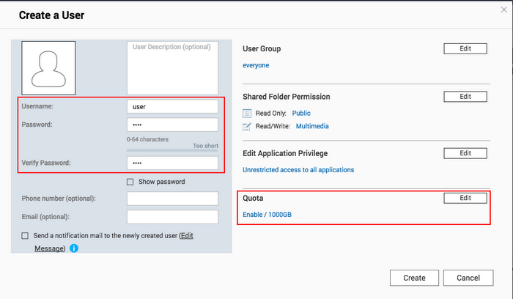 Create a User
User Description (optional)
Username:
user
Password:
••••
0-64 characters
Too short
Verify Password:
••••
Show password
Phone number (optional):
Email (optional):
Send a notification mail to the newly created user (Edit
Message)
User Group
Edit
everyone
Shared Folder Permission
Edit
Read Only: Public
Read/Write: Multimedia
Edit Application Privilege
Edit
Unrestricted access to all applications
Quota
Edit
Enable / 1000GB
Create
Cancel